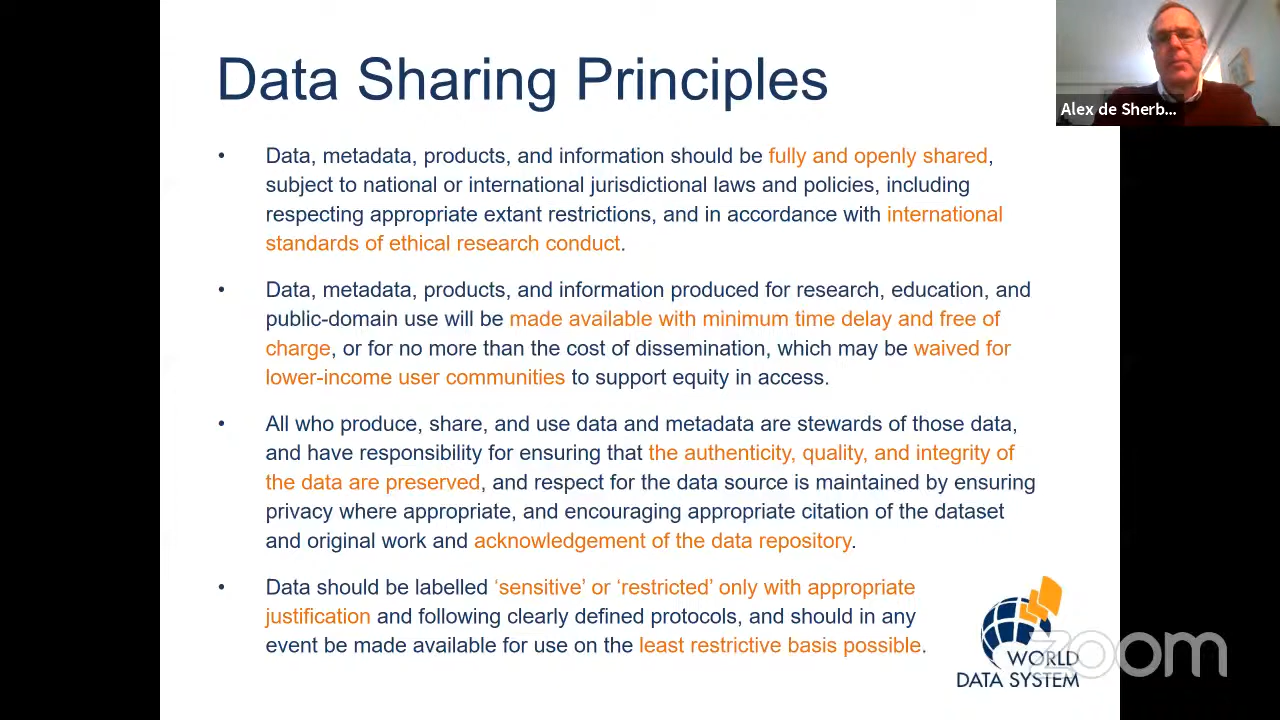 Data Sharing Principles
Alex de Sherb...
• Data, metadata, products, and information should be fully and openly shared,
subject to national or international jurisdictional laws and policies, including
respecting appropriate extant restrictions, and in accordance with international
standards of ethical research conduct.
• Data, metadata, products, and information produced for research, education, and
public-domain use will be made available with minimum time delay and free of
charge, or for no more than the cost of dissemination, which may be waived for
lower-income user communities to support equity in access.
• All who produce, share, and use data and metadata are stewards of those data,
and have responsibility for ensuring that the authenticity, quality, and integrity of
the data are preserved, and respect for the data source is maintained by ensuring
privacy where appropriate, and encouraging appropriate citation of the dataset
and original work and acknowledgement of the data repository.
• Data should be labelled ‘sensitive’ or ‘restricted’ only with appropriate
justification and following clearly defined protocols, and should in any
event be made available for use on the least restrictive basis possible.
WORLD
DATA SYSTEM
zoom